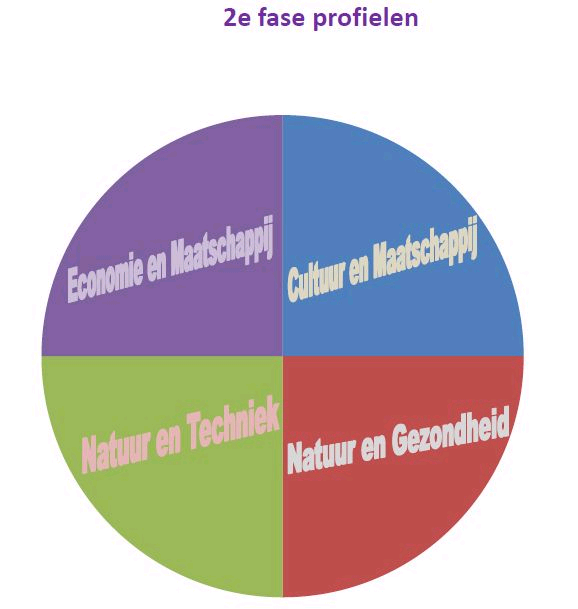 2e fase profielen
Economie en Maatschappij
Cultuur en Maatschappij
Natuur en Techniek
Natuur en Gezondheid